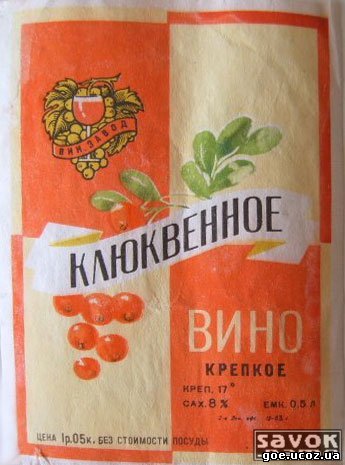 ВИН. ЗАВОД
КЛЮКВЕННОЕ
ВИНО
КРЕПКОЕ
КРЕП. 17°
САХ. 8% ЕМК. 0,5 Л
ЦЕНА 1р.05к. БЕЗ СТОИМОСТИ ПОСУДЫ
SAVOK
goe.ucoz.ua